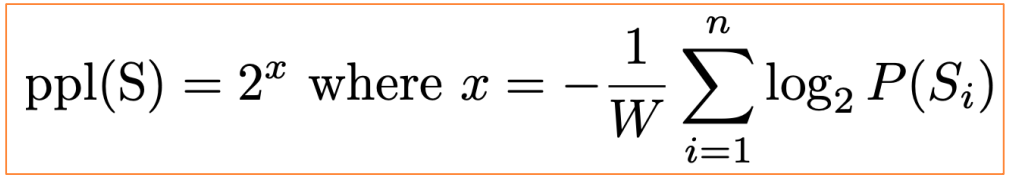 ppl(S) = 2^x where x = -\frac{1}{W} \sum_{i=1}^{n} \log_2 P(S_i)